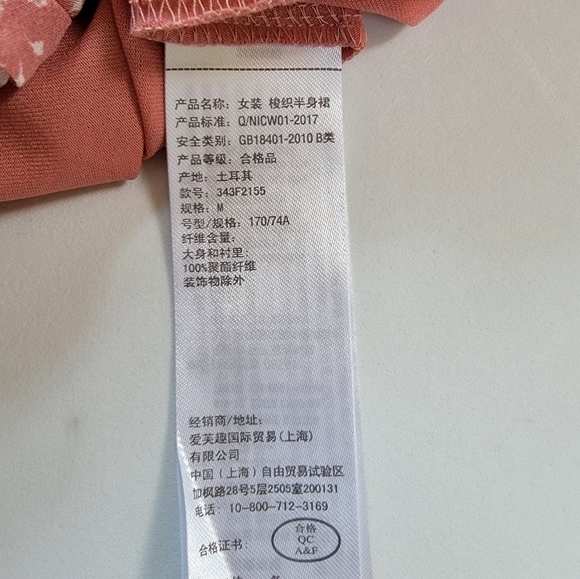 产品名称：女装 梭织半身裙
产品标准：Q/NICW01-2017
安全类别：GB18401-2010 B类
产品等级：合格品
产地：土耳其
款号：343F2155
规格：M
号型/规格：170/74A
纤维含量：
大身和衬里：
100%聚酯纤维
装饰物除外
经销商/地址：
爱芙趣国际贸易(上海)
有限公司
中国（上海）自由贸易试验区
加枫路28号5层2505室200131
电话：10-800-712-3169
合格证书：
合格
QC
A&F